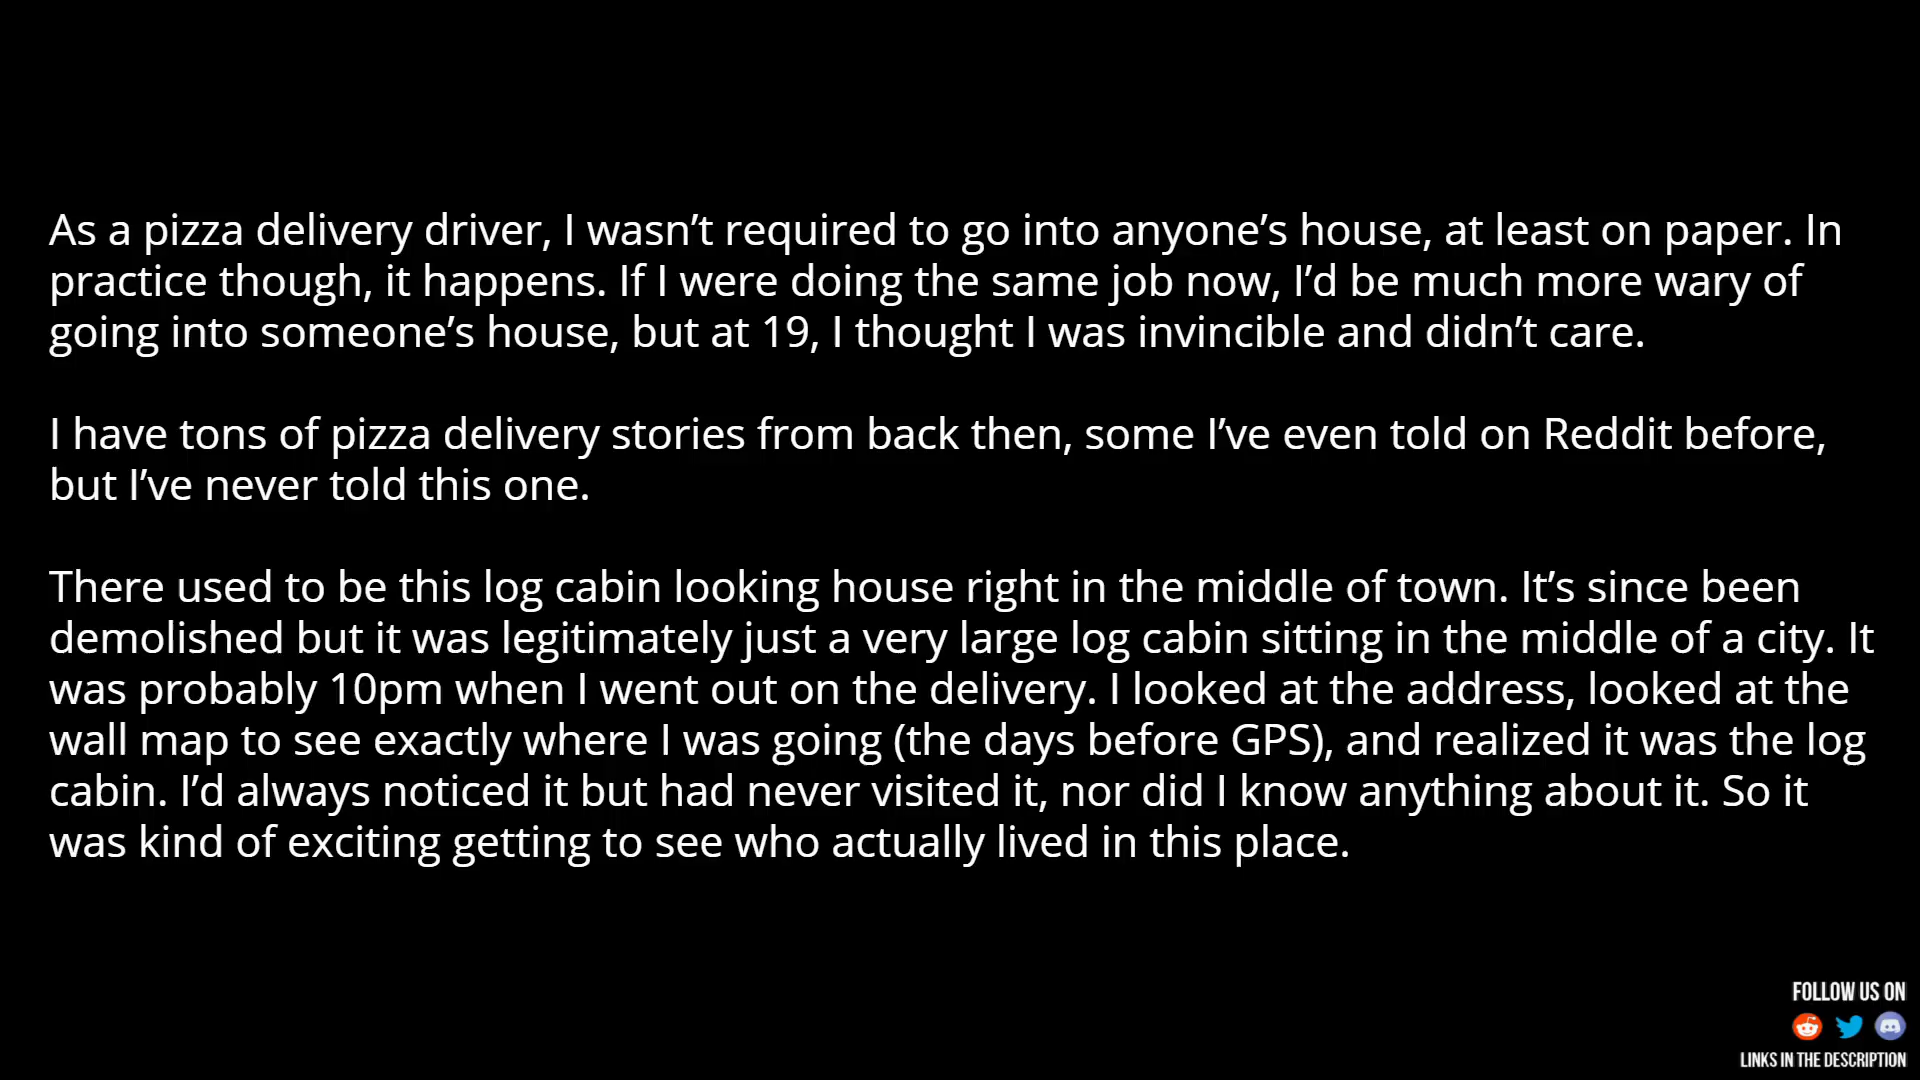 As a pizza delivery driver, I wasn’t required to go into anyone’s house, at least on paper. In
practice though, it happens. If I were doing the same job now, I’d be much more wary of
going into someone’s house, but at 19, I thought I was invincible and didn’t care.
I have tons of pizza delivery stories from back then, some I’ve even told on Reddit before,
but I’ve never told this one.
There used to be this log cabin looking house right in the middle of town. It’s since been
demolished but it was legitimately just a very large log cabin sitting in the middle of a city. It
was probably 10pm when I went out on the delivery. I looked at the address, looked at the
wall map to see exactly where I was going (the days before GPS), and realized it was the log
cabin. I’d always noticed it but had never visited it, nor did I know anything about it. So it
was kind of exciting getting to see who actually lived in this place.
FOLLOW US ON
LINKS IN THE DESCRIPTION